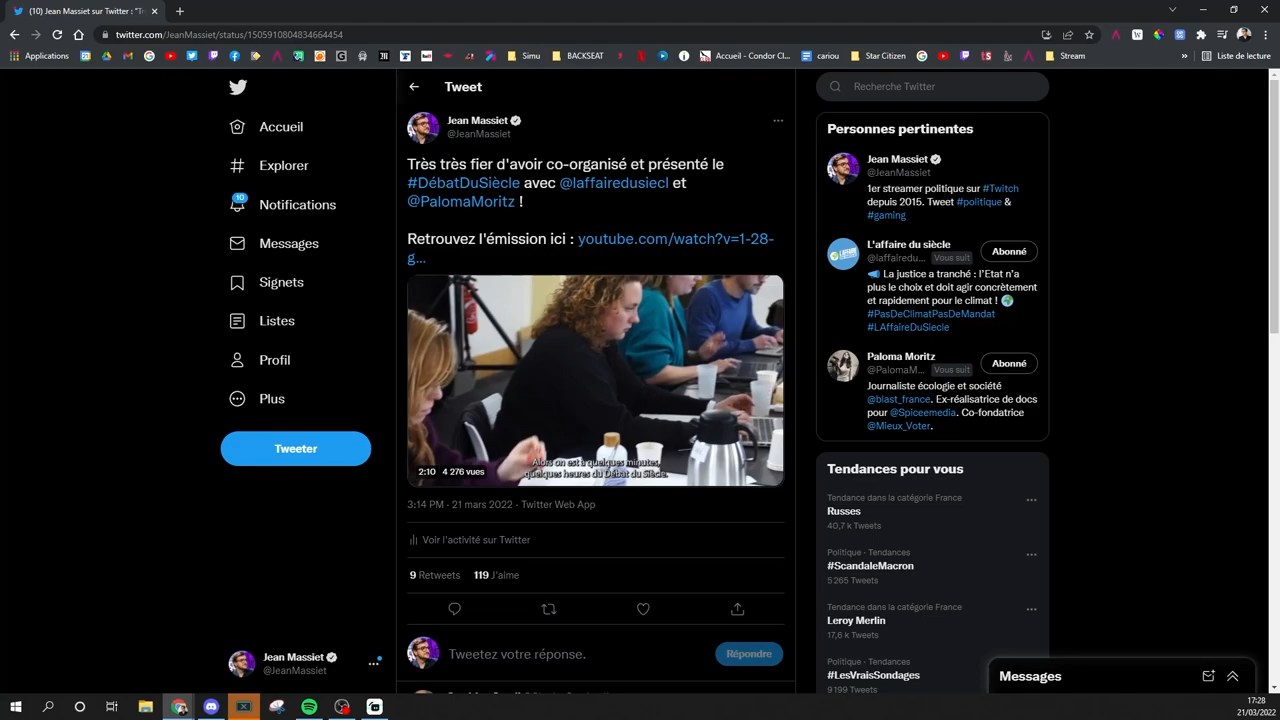 (10) Jean Massiet sur Twitter : "Tr
twitter.com/JeanMassiet/status/1505910804834664454
Applications
Simu
BACKSEAT
Accueil - Condor Cl...
cariou
Star Citizen
Stream
»
Liste de lecture
Accueil
Explorer
10
Notifications
Messages
Signets
Listes
Profil
Plus
Tweeter
Jean Massiet
@JeanMassiet
Tweet
Jean Massiet
@JeanMassiet
Très très fier d'avoir co-organisé et présenté le
#DébatDuSiècle avec @laffairedusiecl et
@PalomaMoritz !
Retrouvez l'émission ici : youtube.com/watch?v=1-28-
g...
Alors on est à quelques minutes,
quelques heures du Débat du Siècle.
2:10 4 276 vues
3:14 PM · 21 mars 2022 · Twitter Web App
Voir l'activité sur Twitter
9 Retweets 119 J'aime
Tweetez votre réponse.
Répondre
Recherche Twitter
Personnes pertinentes
Jean Massiet
@JeanMassiet
1er streamer politique sur #Twitch
depuis 2015. Tweet #politique &
#gaming
L'affaire du siècle
@laffairedu... Vous suit
Abonné
La justice a tranché : l'Etat n'a
plus le choix et doit agir concrètement
et rapidement pour le climat !
#PasDeClimatPasDeMandat
#LAffaireDuSiecle
Paloma Moritz
@PalomaM... Vous suit
Abonné
Journaliste écologie et société
@blast_france. Ex-réalisatrice de docs
pour @Spiceemedia. Co-fondatrice
@Mieux_Voter.
Tendances pour vous
Tendance dans la catégorie France
Russes
40,7 k Tweets
Politique · Tendances
#ScandaleMacron
5 265 Tweets
Tendance dans la catégorie France
Leroy Merlin
17,6 k Tweets
Politique · Tendances
#LesVraisSondages
9 199 Tweets
Messages
17:28
21/03/2022